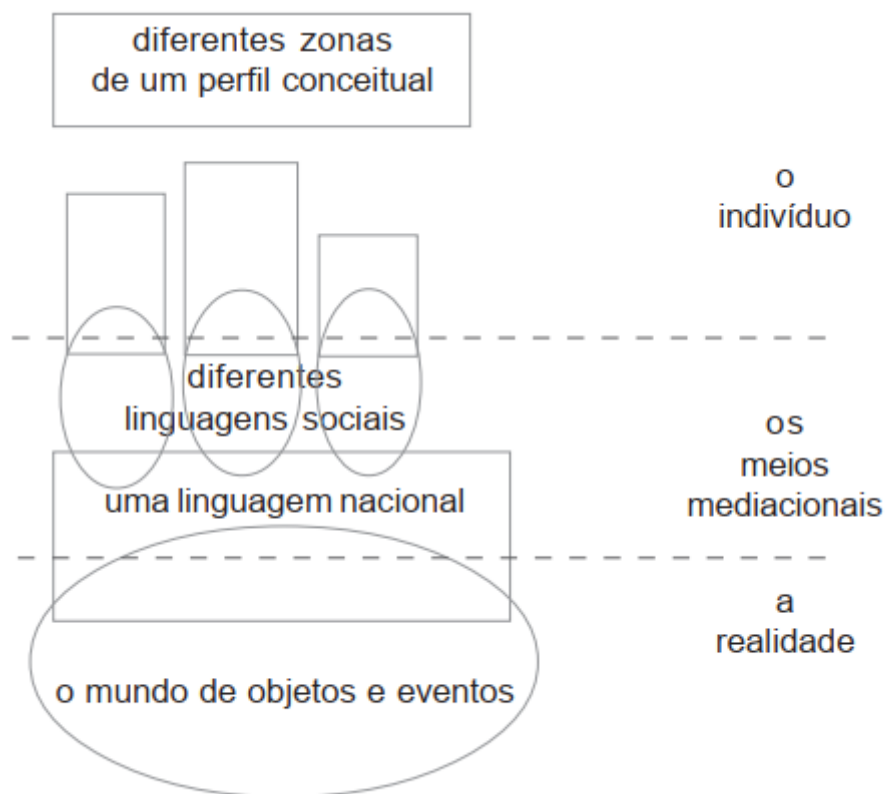 diferentes zonas
de um perfil conceitual
o
indivíduo
diferentes
linguagens sociais
os
meios
mediacionais
uma linguagem nacional
a
realidade
o mundo de objetos e eventos